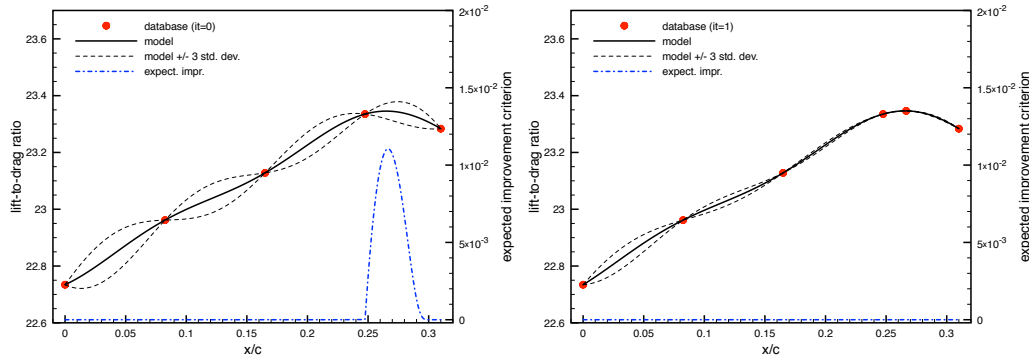 database (it=0)
model
model +/- 3 std. dev.
expect. impr.
lift-to-drag ratio
23.6
23.4
23.2
23
22.8
22.6
0 0.05 0.1 0.15 0.2 0.25 0.3
x/c
2×10⁻²
1.5×10⁻²
1×10⁻²
5×10⁻³
0
expected improvement criterion
database (it=1)
model
model +/- 3 std. dev.
expect. impr.
lift-to-drag ratio
23.6
23.4
23.2
23
22.8
22.6
0 0.05 0.1 0.15 0.2 0.25 0.3
x/c
2×10⁻²
1.5×10⁻²
1×10⁻²
5×10⁻³
0
expected improvement criterion